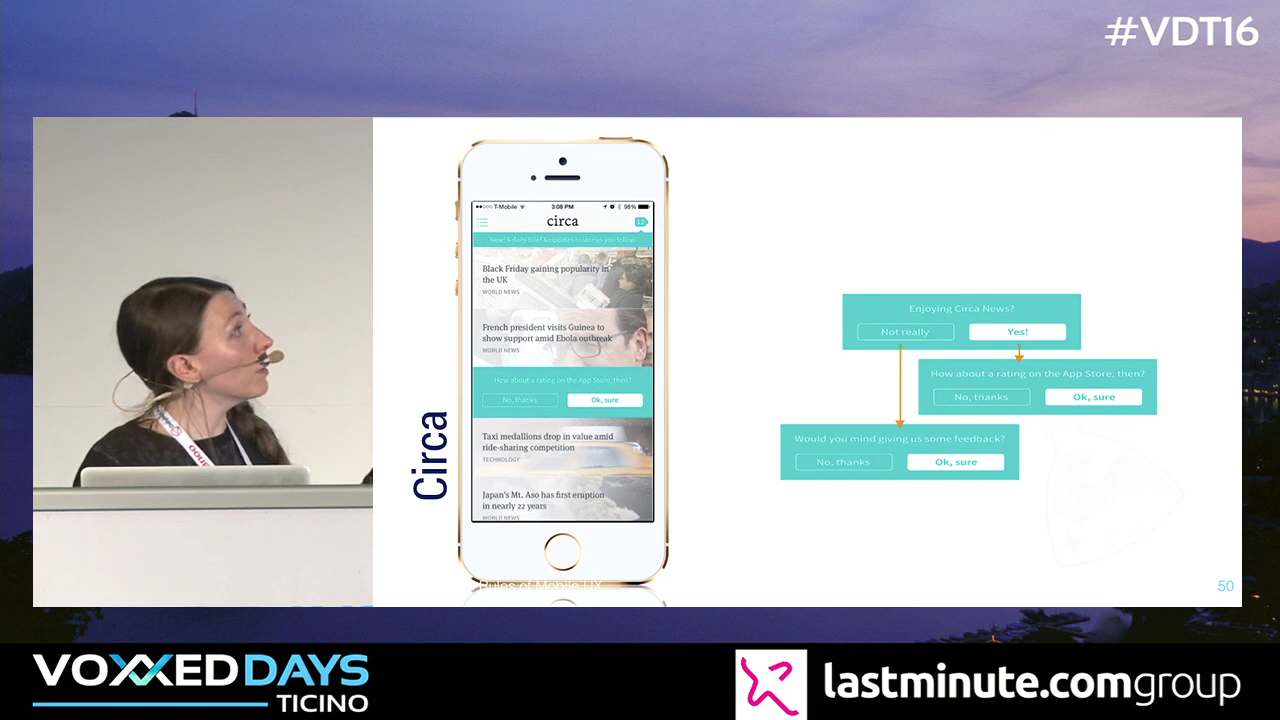 #VDT16
T-Mobile 3:08 PM 98%
circa
12
New: A daily brief & updates to stories you follow
Black Friday gaining popularity in
the UK
WORLD NEWS
French president visits Guinea to
show support amid Ebola outbreak
WORLD NEWS
How about a rating on the App Store, then?
No, thanks Ok, sure
Taxi medallions drop in value amid
ride-sharing competition
TECHNOLOGY
Japan's Mt. Aso has first eruption
in nearly 22 years
WORLD NEWS
Circa
Enjoying Circa News?
Not really Yes!
How about a rating on the App Store, then?
No, thanks Ok, sure
Would you mind giving us some feedback?
No, thanks Ok, sure
Rules of Mobile UX
50
VOXXED DAYS
TICINO
lastminute.comgroup